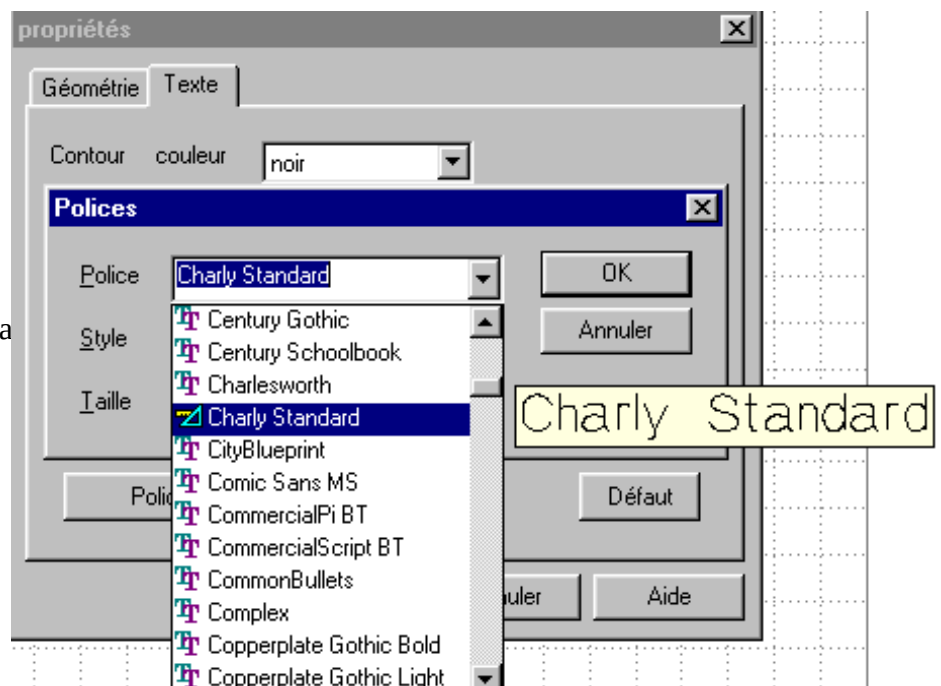 propriétés
Géométrie Texte
Contour couleur noir
Polices
Police Charly Standard OK
a
Style Annuler
Taille
Century Gothic
Century Schoolbook
Charlesworth
Charly Standard
Charly Standard
CityBlueprint
Comic Sans MS
CommercialPi BT
CommercialScript BT
CommonBullets
Complex
Copperplate Gothic Bold
Copperplate Gothic Light
Défaut
Aide